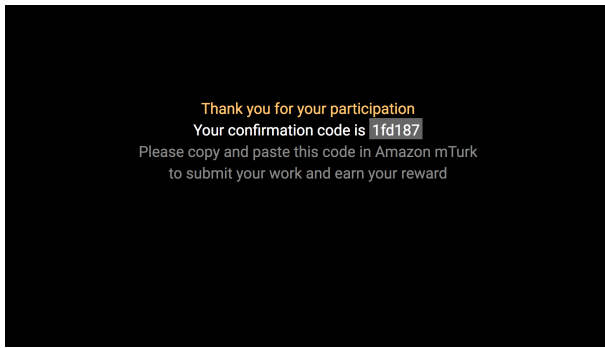 Thank you for your participation
Your confirmation code is 1fd187
Please copy and paste this code in Amazon mTurk
to submit your work and earn your reward